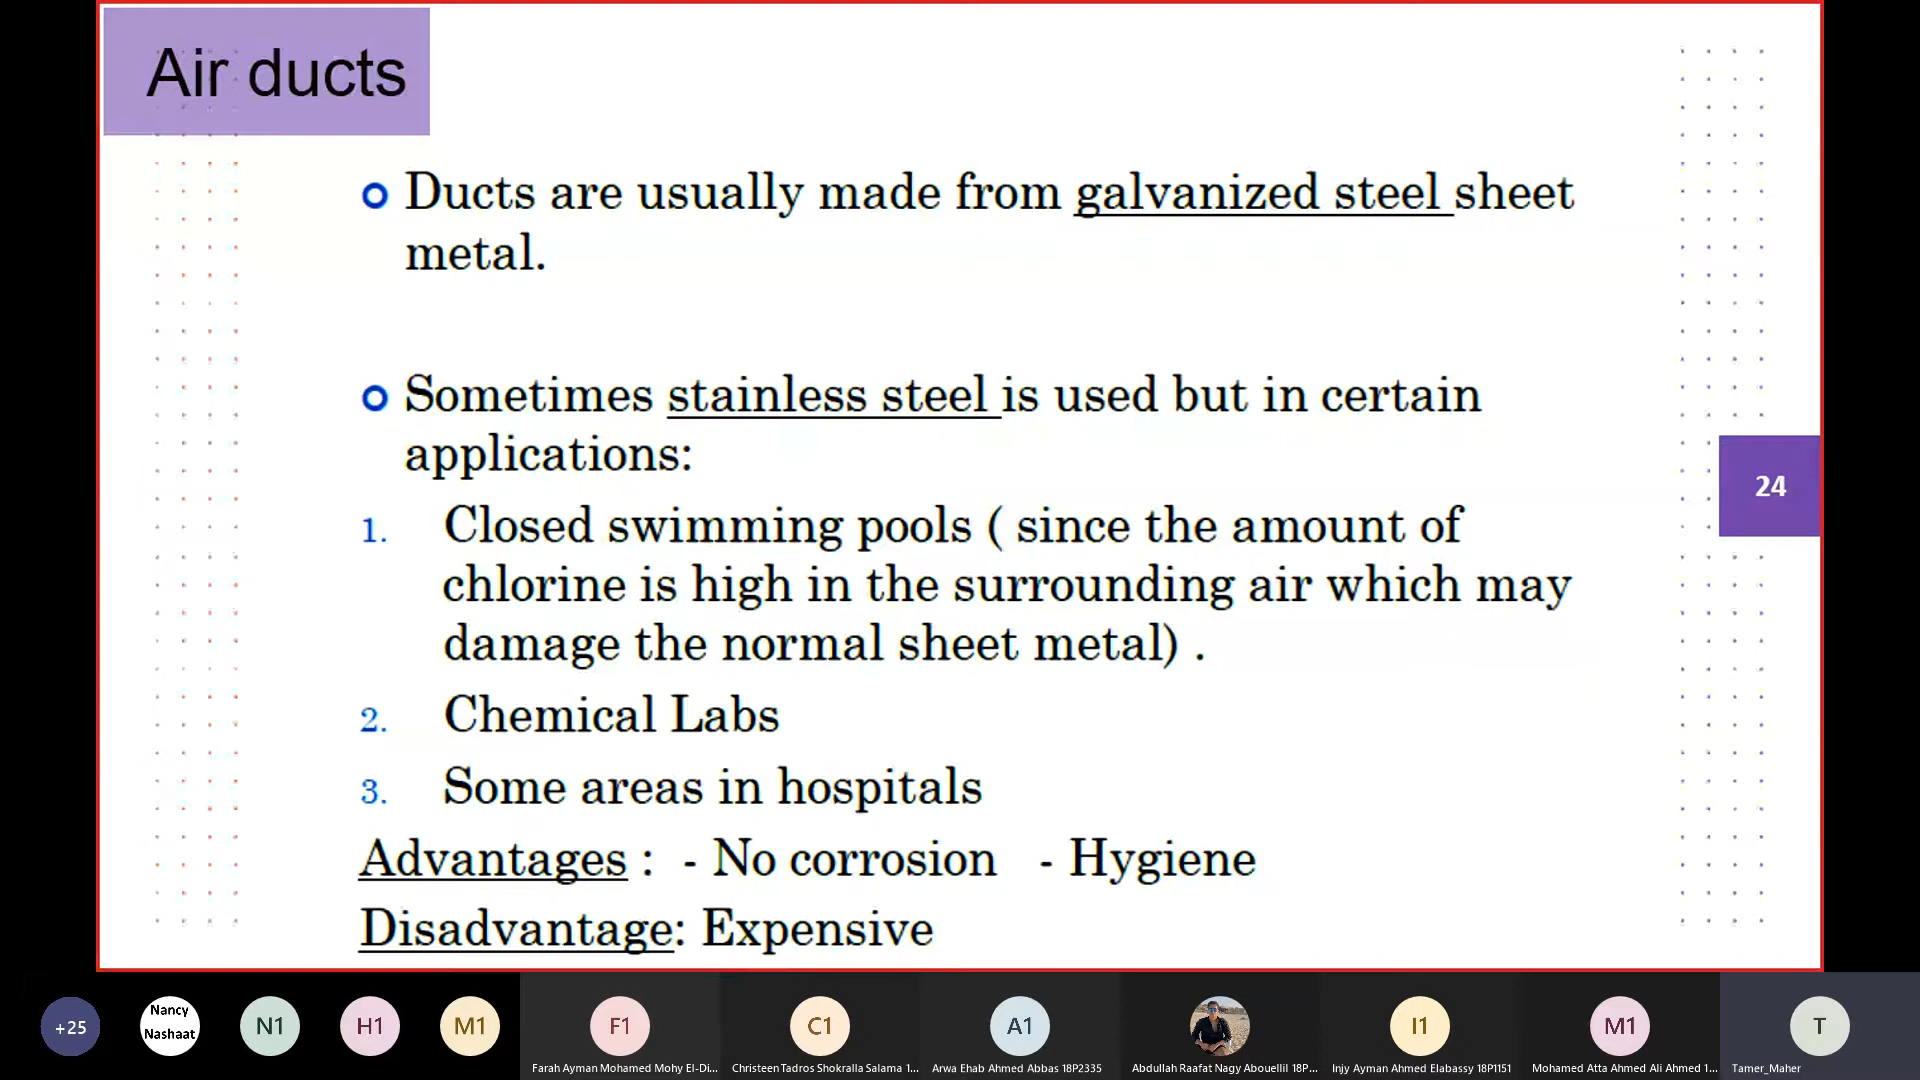 Air ducts
Ducts are usually made from galvanized steel sheet
metal.
Sometimes stainless steel is used but in certain
applications:
1. Closed swimming pools ( since the amount of
chlorine is high in the surrounding air which may
damage the normal sheet metal) .
24
2. Chemical Labs
3. Some areas in hospitals
Advantages : - No corrosion - Hygiene
Disadvantage: Expensive
+25
Nancy
Nashaat
N1
H1
M1
F1
C1
A1
I1
M1
T
Farah Ayman Mohamed Mohy El-Di...
Christeen Tadros Shokralla Salama 1...
Arwa Ehab Ahmed Abbas 18P2335
Abdullah Raafat Nagy Abouellil 18P...
Injy Ayman Ahmed Elabassy 18P1151
Mohamed Atta Ahmed Ali Ahmed 1...
Tamer_Maher